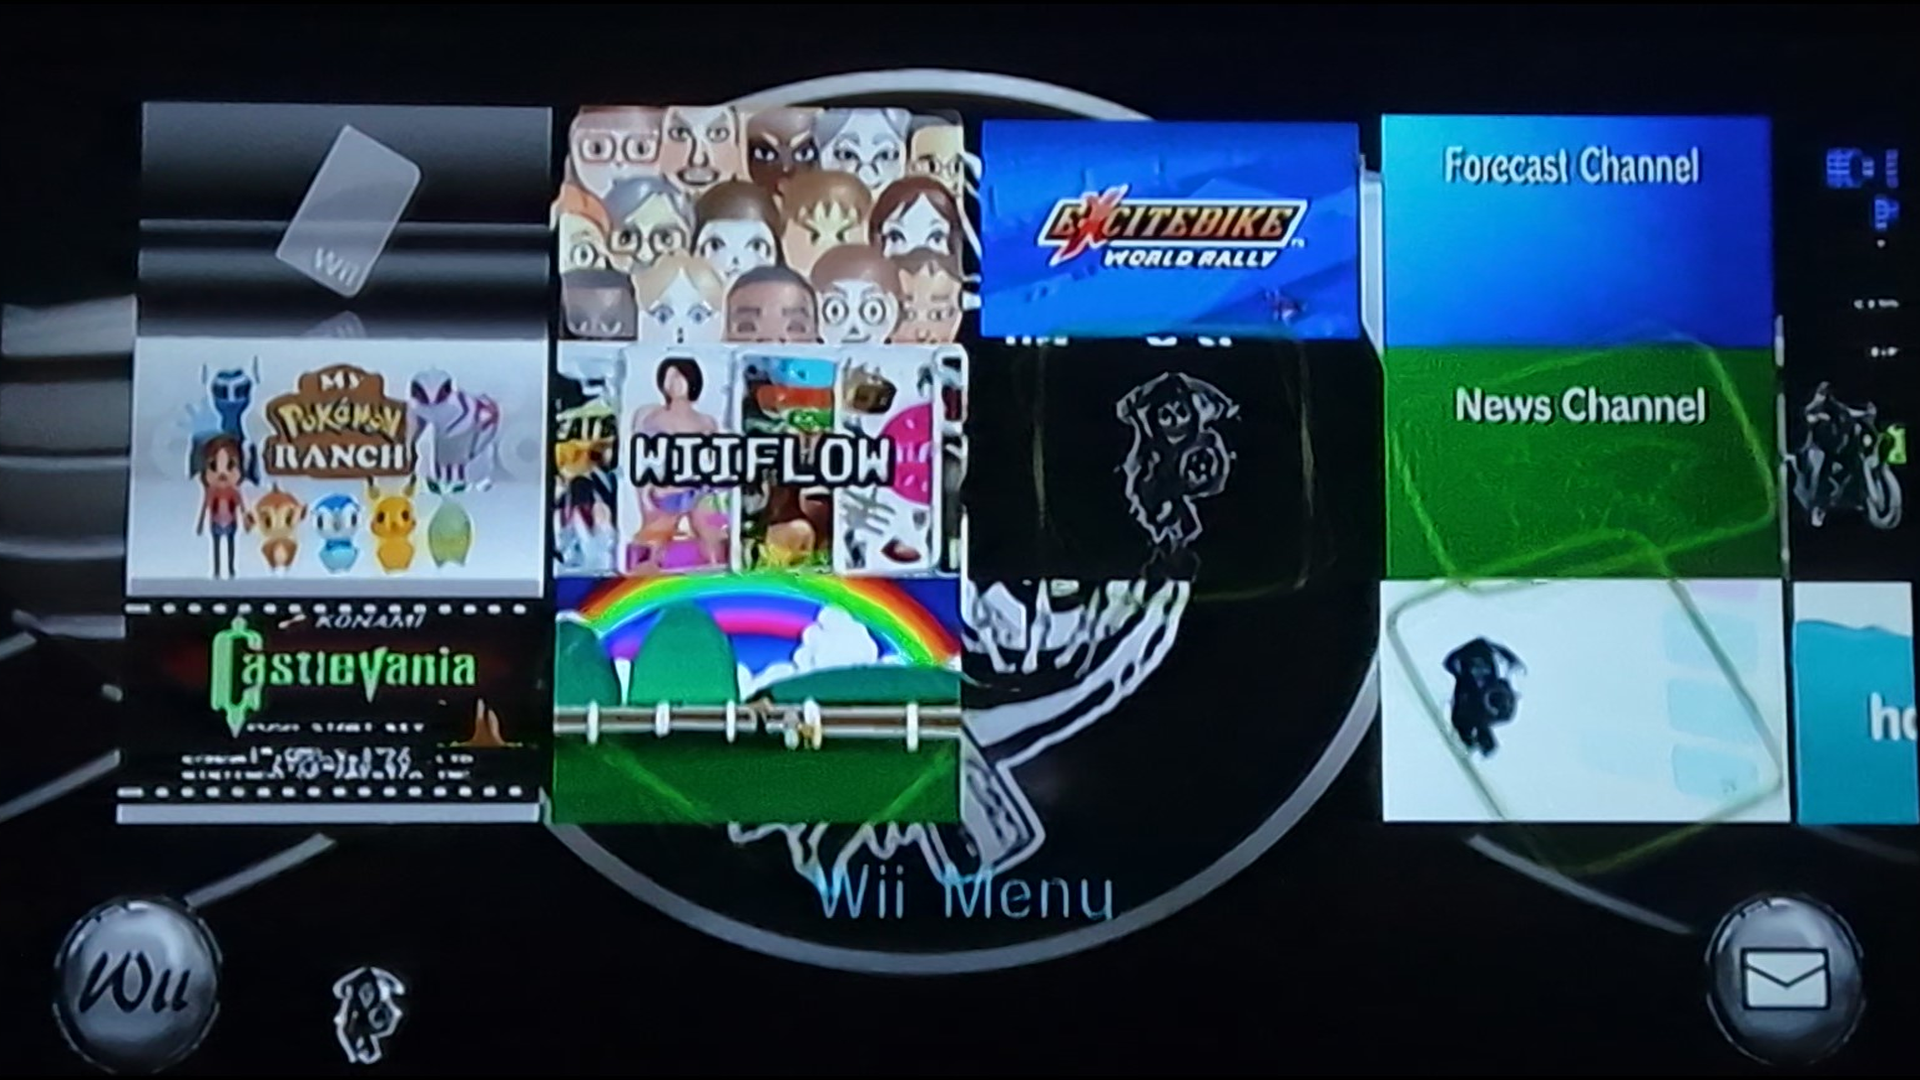 Wii
EXCITEBIKE
WORLD RALLY
Forecast Channel
MY
POKéMON
RANCH
WIIFLOW
News Channel
KONAMI
Castlevania
Wii Menu
Wii